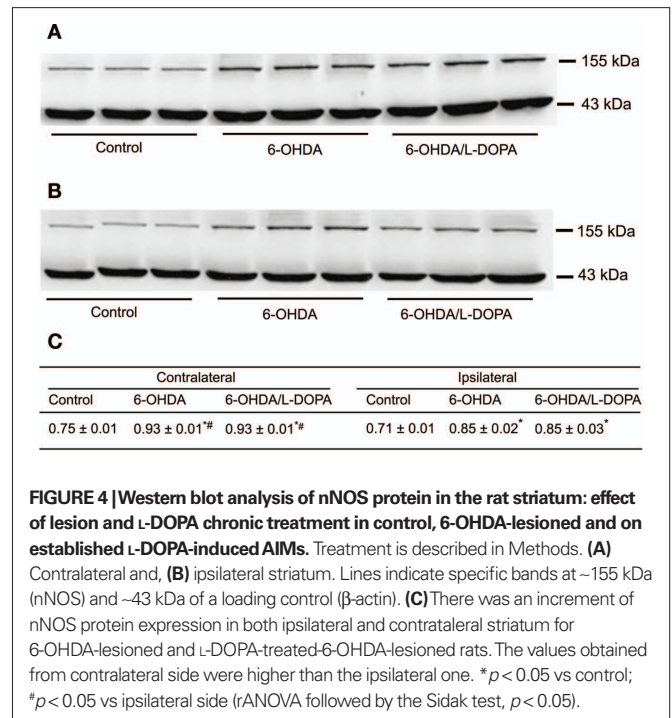 A
155 kDa
43 kDa
Control 6-OHDA 6-OHDA/L-DOPA
B
155 kDa
43 kDa
Control 6-OHDA 6-OHDA/L-DOPA
C
Contralateral Ipsilateral
Control 6-OHDA 6-OHDA/L-DOPA Control 6-OHDA 6-OHDA/L-DOPA
0.75 ± 0.01 0.93 ± 0.01*# 0.93 ± 0.01*# 0.71 ± 0.01 0.85 ± 0.02* 0.85 ± 0.03*
FIGURE 4 | Western blot analysis of nNOS protein in the rat striatum: effect
of lesion and L-DOPA chronic treatment in control, 6-OHDA-lesioned and on
established L-DOPA-induced AIMs. Treatment is described in Methods. (A)
Contralateral and, (B) ipsilateral striatum. Lines indicate specific bands at ~155 kDa
(nNOS) and ~43 kDa of a loading control (β-actin). (C) There was an increment of
nNOS protein expression in both ipsilateral and contrataleral striatum for
6-OHDA-lesioned and L-DOPA-treated-6-OHDA-lesioned rats. The values obtained
from contralateral side were higher than the ipsilateral one. *p < 0.05 vs control;
#p < 0.05 vs ipsilateral side (rANOVA followed by the Sidak test, p < 0.05).